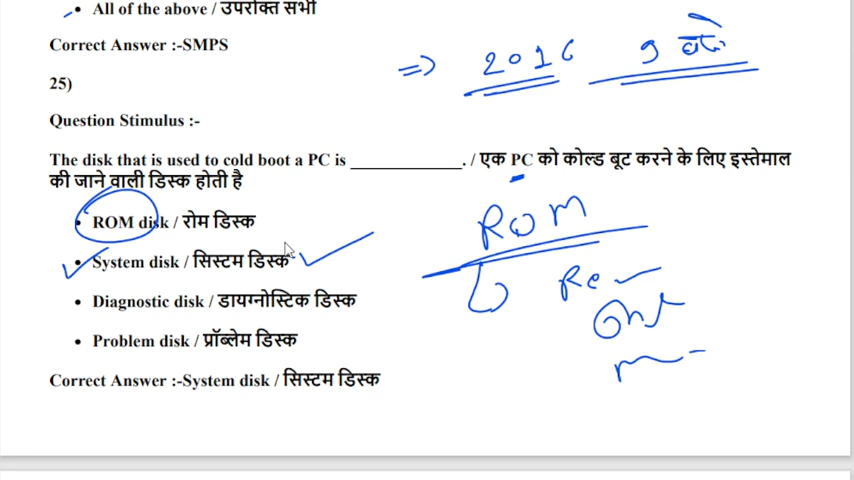 All of the above / उपरोक्त सभी
Correct Answer :-SMPS
=> 2016
25)
Question Stimulus :-
The disk that is used to cold boot a PC is ____________. / एक PC को कोल्ड बूट करने के लिए इस्तेमाल
की जाने वाली डिस्क होती है
• ROM disk / रोम डिस्क
ROM
• System disk / सिस्टम डिस्क
Re
• Diagnostic disk / डायग्नोस्टिक डिस्क
• Problem disk / प्रॉब्लेम डिस्क
Correct Answer :-System disk / सिस्टम डिस्क